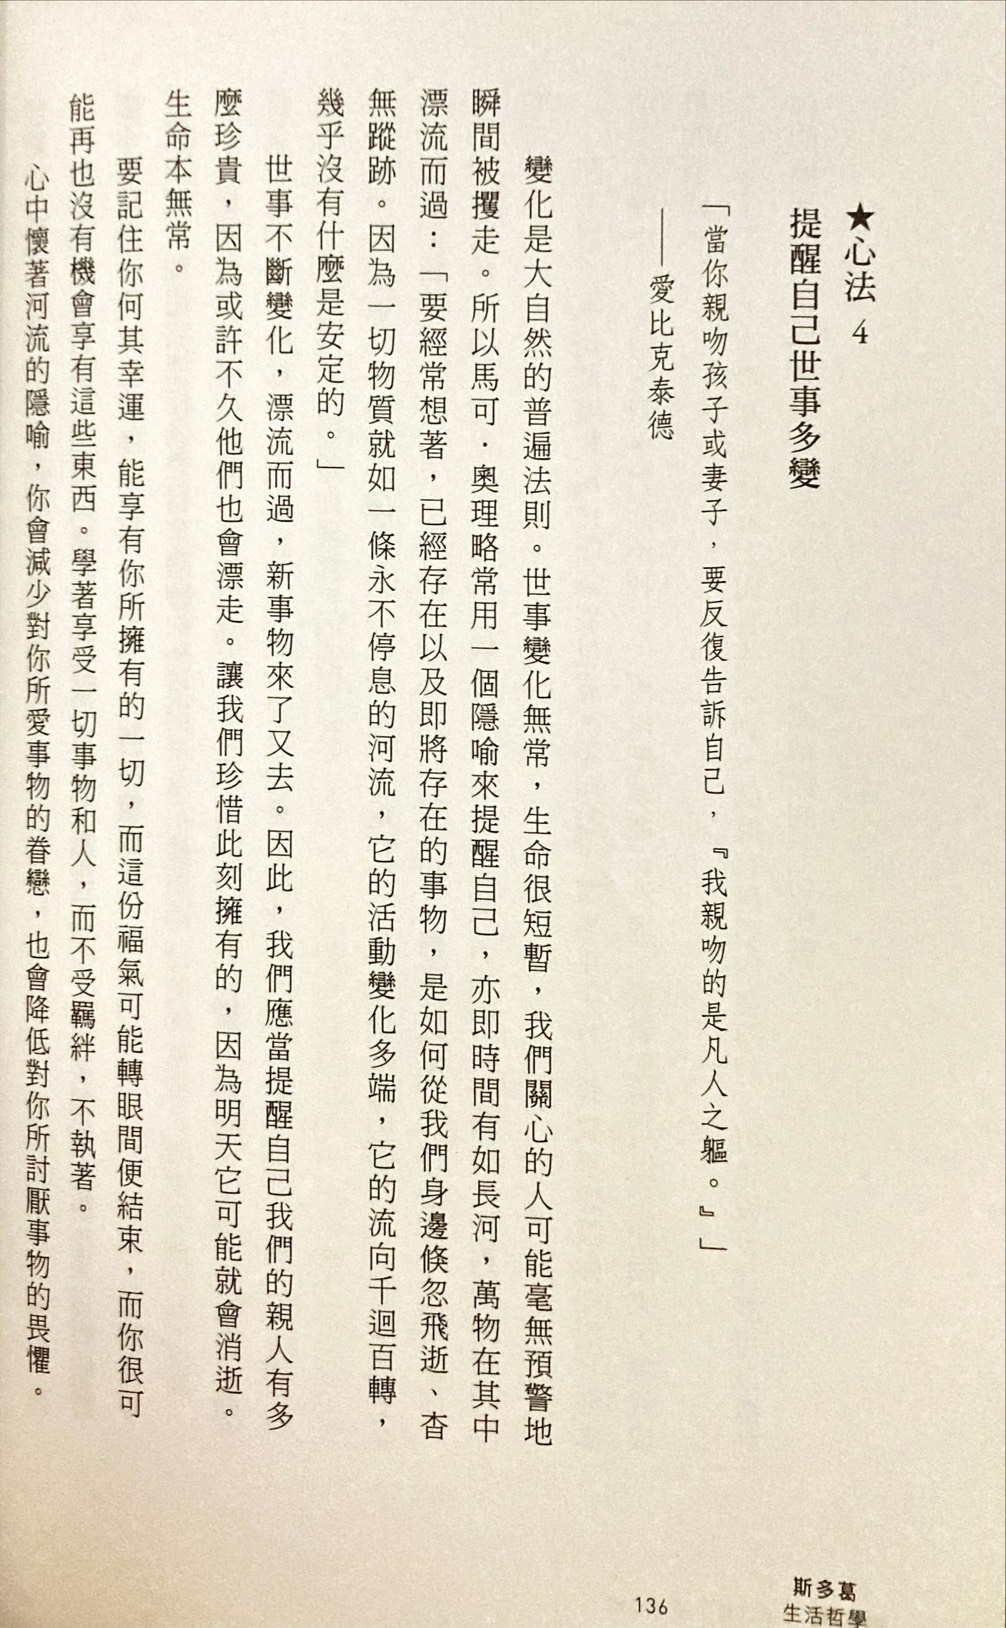 ★心法 4
提醒自己世事多變
「當你親吻孩子或妻子，要反復告訴自己，『我親吻的是凡人之軀。』」
——愛比克泰德
變化是大自然的普遍法則。世事變化無常，生命很短暫，我們關心的人可能毫無預警地
瞬間被攫走。所以馬可．奧理略常用一個隱喻來提醒自己，亦即時間有如長河，萬物在其中
漂流而過：「要經常想著，已經存在以及即將存在的事物，是如何從我們身邊倏忽飛逝、杳
無蹤跡。因為一切物質就如一條永不停息的河流，它的活動變化多端，它的流向千迴百轉，
幾乎沒有什麼是安定的。」
世事不斷變化，漂流而過，新事物來了又去。因此，我們應當提醒自己我們的親人有多
麼珍貴，因為或許不久他們也會漂走。讓我們珍惜此刻擁有的，因為明天它可能就會消逝。
生命本無常。
要記住你何其幸運，能享有你所擁有的一切，而這份福氣可能轉眼間便結束，而你很可
能再也沒有機會享有這些東西。學著享受一切事物和人，而不受羈絆，不執著。
心中懷著河流的隱喻，你會減少對你所愛事物的眷戀，也會降低對你所討厭事物的畏懼。
斯多葛
生活哲學
136